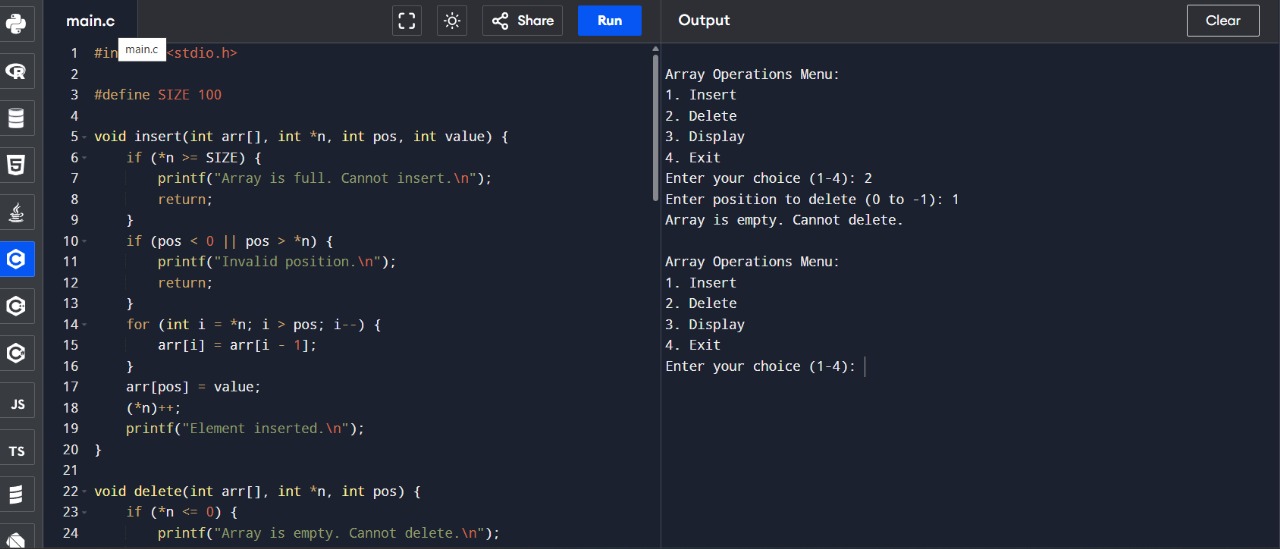 main.c
Share
Run
Output
Clear
main.c
1 #in <stdio.h>
2
3 #define SIZE 100
4
5 void insert(int arr[], int *n, int pos, int value) {
6 if (*n >= SIZE) {
7 printf("Array is full. Cannot insert.\n");
8 return;
9 }
10 if (pos < 0 || pos > *n) {
11 printf("Invalid position.\n");
12 return;
13 }
14 for (int i = *n; i > pos; i--) {
15 arr[i] = arr[i - 1];
16 }
17 arr[pos] = value;
18 (*n)++;
19 printf("Element inserted.\n");
20 }
21
22 void delete(int arr[], int *n, int pos) {
23 if (*n <= 0) {
24 printf("Array is empty. Cannot delete.\n");
Array Operations Menu:
1. Insert
2. Delete
3. Display
4. Exit
Enter your choice (1-4): 2
Enter position to delete (0 to -1): 1
Array is empty. Cannot delete.
Array Operations Menu:
1. Insert
2. Delete
3. Display
4. Exit
Enter your choice (1-4):
JS
TS